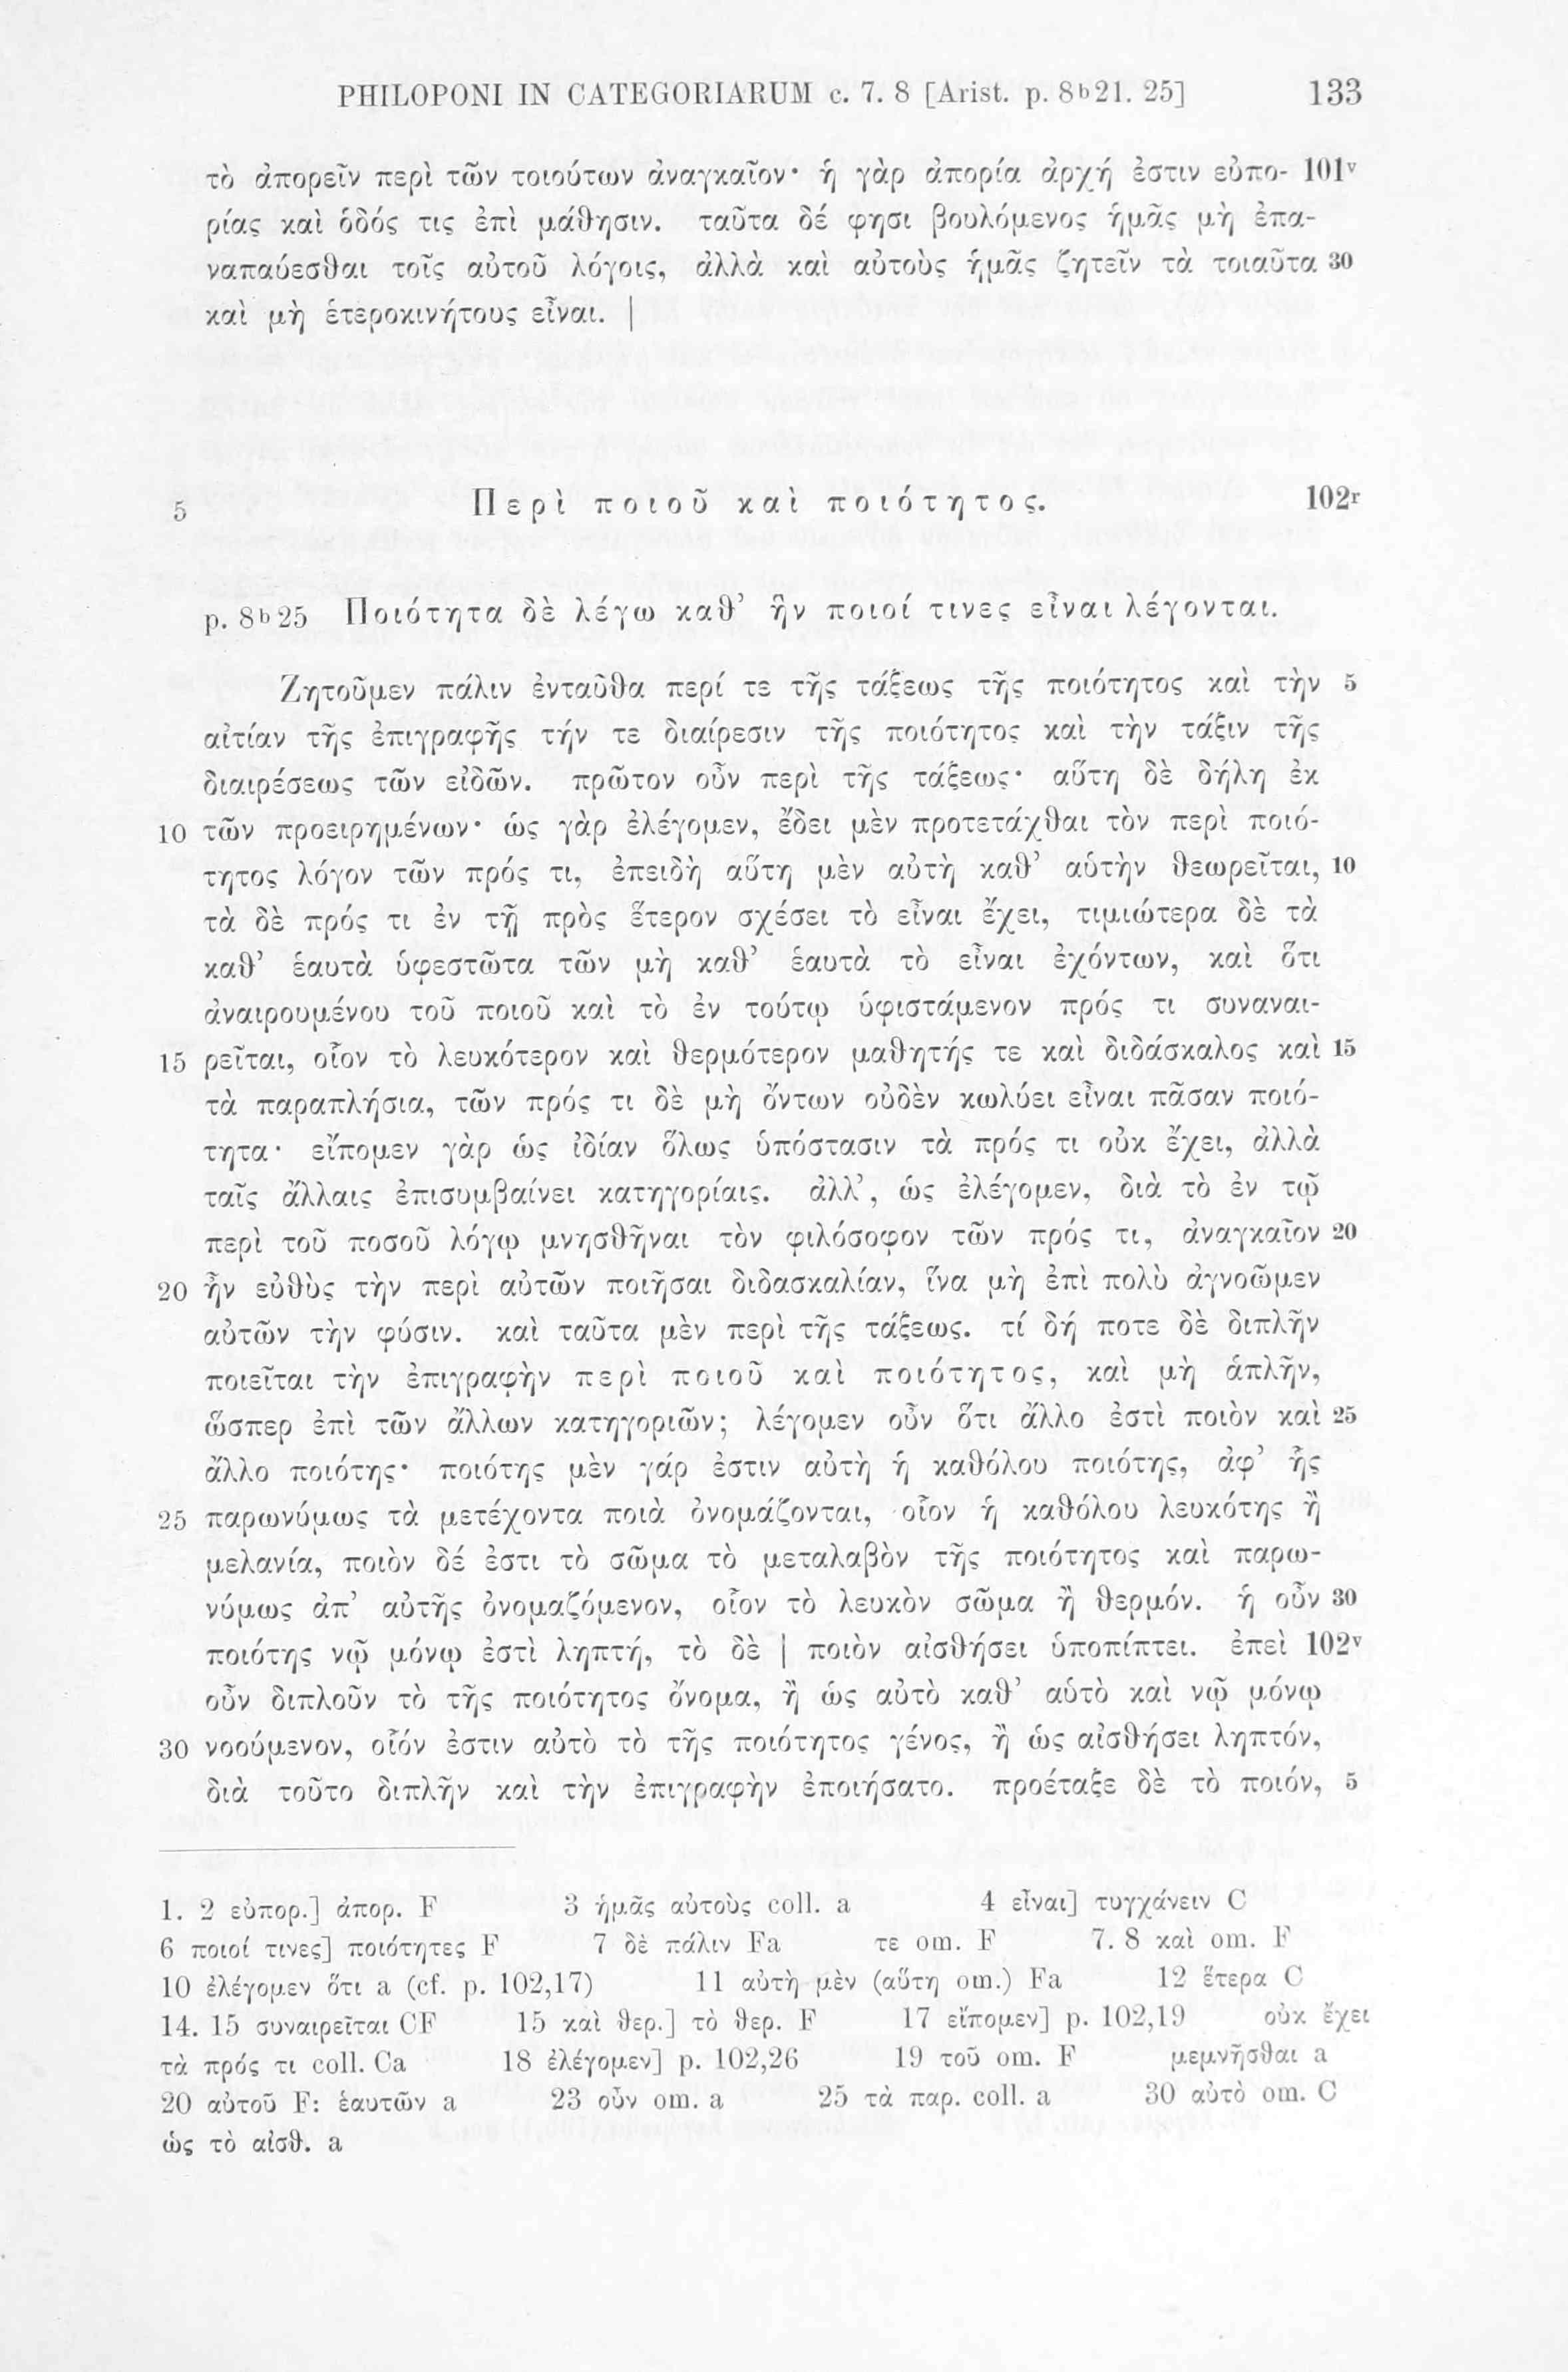 PHILOPONI IN CATEGORIARUM c. 7. 8 [Arist. p. 8b21. 25] 133
τὸ ἀπορεῖν περὶ τῶν τοιούτων ἀναγκαῖον· ἡ γὰρ ἀπορία ἀρχή ἐστιν εὐπο- 101v
ρίας καὶ ὁδός τις ἐπὶ μάθησιν. ταῦτα δέ φησι βουλόμενος ἡμᾶς μὴ ἐπα-
ναπαύεσθαι τοῖς αὐτοῦ λόγοις, ἀλλὰ καὶ αὐτοὺς ἡμᾶς ζητεῖν τὰ τοιαῦτα 30
καὶ μὴ ἑτεροκινήτους εἶναι. |
5 Περὶ ποιοῦ καὶ ποιότητος. 102r
p. 8b25 Ποιότητα δὲ λέγω καθ’ ἣν ποιοί τινες εἶναι λέγονται.
Ζητοῦμεν πάλιν ἐνταῦθα περί τε τῆς τάξεως τῆς ποιότητος καὶ τὴν 5
αἰτίαν τῆς ἐπιγραφῆς τήν τε διαίρεσιν τῆς ποιότητος καὶ τὴν τάξιν τῆς
διαιρέσεως τῶν εἰδῶν. πρῶτον οὖν περὶ τῆς τάξεως· αὕτη δὲ δήλη ἐκ
10 τῶν προειρημένων· ὡς γὰρ ἐλέγομεν, ἔδει μὲν προτετάχθαι τὸν περὶ ποιό-
τητος λόγον τῶν πρός τι, ἐπειδὴ αὕτη μὲν αὐτὴ καθ’ αὑτὴν θεωρεῖται, 10
τὰ δὲ πρός τι ἐν τῇ πρὸς ἕτερον σχέσει τὸ εἶναι ἔχει, τιμιώτερα δὲ τὰ
καθ’ ἑαυτὰ ὑφεστῶτα τῶν μὴ καθ’ ἑαυτὰ τὸ εἶναι ἐχόντων, καὶ ὅτι
ἀναιρουμένου τοῦ ποιοῦ καὶ τὸ ἐν τούτῳ ὑφιστάμενον πρός τι συναναι-
15 ρεῖται, οἷον τὸ λευκότερον καὶ θερμότερον μαθητής τε καὶ διδάσκαλος καὶ 15
τὰ παραπλήσια, τῶν πρός τι δὲ μὴ ὄντων οὐδὲν κωλύει εἶναι πᾶσαν ποιό-
τητα· εἴπομεν γὰρ ὡς ἰδίαν ὅλως ὑπόστασιν τὰ πρός τι οὐκ ἔχει, ἀλλὰ
ταῖς ἄλλαις ἐπισυμβαίνει κατηγορίαις. ἀλλ’, ὡς ἐλέγομεν, διὰ τὸ ἐν τῷ
περὶ τοῦ ποσοῦ λόγῳ μνησθῆναι τὸν φιλόσοφον τῶν πρός τι, ἀναγκαῖον 20
20 ἦν εὐθὺς τὴν περὶ αὐτῶν ποιῆσαι διδασκαλίαν, ἵνα μὴ ἐπὶ πολὺ ἀγνοῶμεν
αὐτῶν τὴν φύσιν. καὶ ταῦτα μὲν περὶ τῆς τάξεως. τί δή ποτε δὲ διπλῆν
ποιεῖται τὴν ἐπιγραφὴν περὶ ποιοῦ καὶ ποιότητος, καὶ μὴ ἁπλῆν,
ὥσπερ ἐπὶ τῶν ἄλλων κατηγοριῶν; λέγομεν οὖν ὅτι ἄλλο ἐστὶ ποιὸν καὶ 25
ἄλλο ποιότης· ποιότης μὲν γάρ ἐστιν αὐτὴ ἡ καθόλου ποιότης, ἀφ’ ἧς
25 παρωνύμως τὰ μετέχοντα ποιὰ ὀνομάζονται, οἷον ἡ καθόλου λευκότης ἢ
μελανία, ποιὸν δέ ἐστι τὸ σῶμα τὸ μεταλαβὸν τῆς ποιότητος καὶ παρω-
νύμως ἀπ’ αὐτῆς ὀνομαζόμενον, οἷον τὸ λευκὸν σῶμα ἢ θερμόν. ἡ οὖν 30
ποιότης νῷ μόνῳ ἐστὶ ληπτή, τὸ δὲ | ποιὸν αἰσθήσει ὑποπίπτει. ἐπεὶ 102v
οὖν διπλοῦν τὸ τῆς ποιότητος ὄνομα, ἢ ὡς αὐτὸ καθ’ αὑτὸ καὶ νῷ μόνῳ
30 νοούμενον, οἷόν ἐστιν αὐτὸ τὸ τῆς ποιότητος γένος, ἢ ὡς αἰσθήσει ληπτόν,
διὰ τοῦτο διπλῆν καὶ τὴν ἐπιγραφὴν ἐποιήσατο. προέταξε δὲ τὸ ποιόν, 5
1. 2 εὐπορ.] ἀπορ. F 3 ἡμᾶς αὐτοὺς coll. a 4 εἶναι] τυγχάνειν C
6 ποιοί τινες] ποιότητες F 7 δὲ πάλιν Fa τε om. F 7. 8 καὶ om. F
10 ἐλέγομεν ὅτι a (cf. p. 102,17) 11 αὐτὴ μὲν (αὕτη om.) Fa 12 ἕτερα C
14. 15 συναιρεῖται CF 15 καὶ θερ.] τὸ θερ. F 17 εἴπομεν] p. 102,19 οὐκ ἔχει
τὰ πρός τι coll. Ca 18 ἐλέγομεν] p. 102,26 19 τοῦ om. F μεμνῆσθαι a
20 αὐτοῦ F: ἑαυτῶν a 23 οὖν om. a 25 τὰ παρ. coll. a 30 αὐτὸ om. C
ὡς τὸ αἰσθ. a